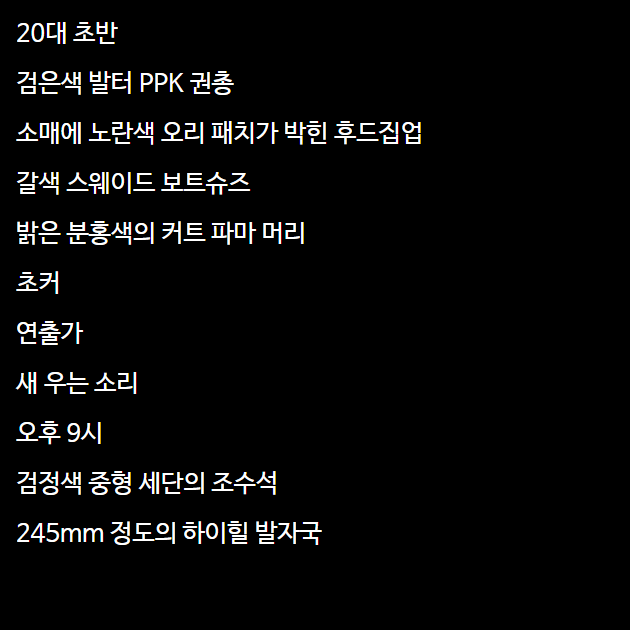 20대 초반
검은색 발터 PPK 권총
소매에 노란색 오리 패치가 박힌 후드집업
갈색 스웨이드 보트슈즈
밝은 분홍색의 커트 파마 머리
초커
연출가
새 우는 소리
오후 9시
검정색 중형 세단의 조수석
245mm 정도의 하이힐 발자국